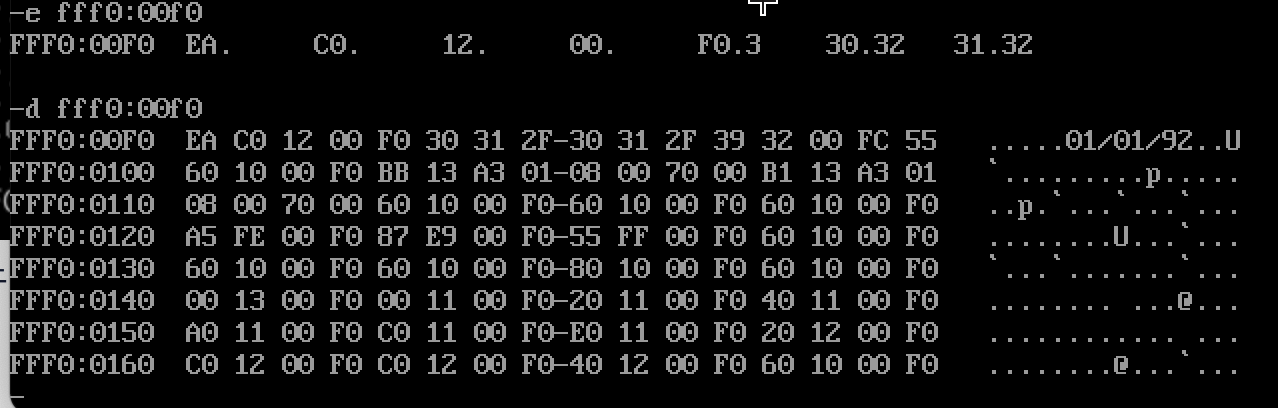 -e fff0:00f0
FFF0:00F0  EA.     C0.     12.     00.     F0.3    30.32   31.32
-d fff0:00f0
FFF0:00F0  EA C0 12 00 F0 30 31 2F-30 31 2F 39 32 00 FC 55   .....01/01/92..U
FFF0:0100  60 10 00 F0 BB 13 A3 01-08 00 70 00 B1 13 A3 01   `.........p.....
FFF0:0110  08 00 70 00 60 10 00 F0-60 10 00 F0 60 10 00 F0   ..p.`...`...`...
FFF0:0120  A5 FE 00 F0 87 E9 00 F0-55 FF 00 F0 60 10 00 F0   ........U...`...
FFF0:0130  60 10 00 F0 60 10 00 F0-80 10 00 F0 60 10 00 F0   `...`.......`...
FFF0:0140  00 13 00 F0 00 11 00 F0-20 11 00 F0 40 11 00 F0   ........ ...@...
FFF0:0150  A0 11 00 F0 C0 11 00 F0-E0 11 00 F0 20 12 00 F0   ............ ...
FFF0:0160  C0 12 00 F0 C0 12 00 F0-40 12 00 F0 60 10 00 F0   ........@...`...
-